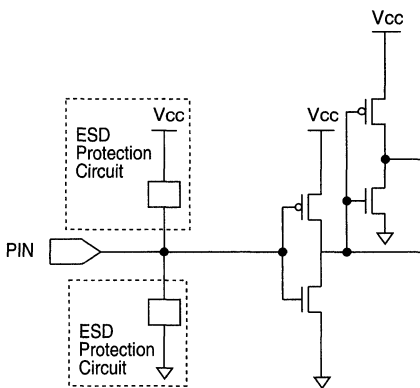 Vcc
ESD
Protection
Circuit
Vcc
Vcc
PIN
ESD
Protection
Circuit